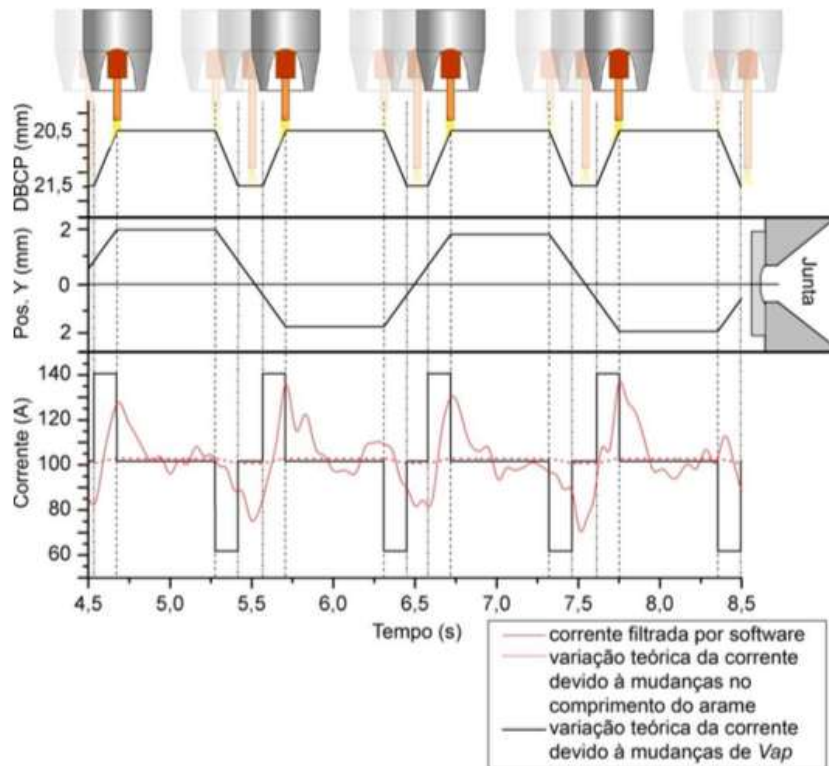 DBCP (mm)
20,5
21,5
Pos. Y (mm)
2
0
2
Junta
Corrente (A)
140
120
100
80
60
4,5 5,0 5,5 6,0 6,5 7,0 7,5 8,0 8,5
Tempo (s)
corrente filtrada por software
variação teórica da corrente
devido à mudanças no
comprimento do arame
variação teórica da corrente
devido à mudanças de Vap